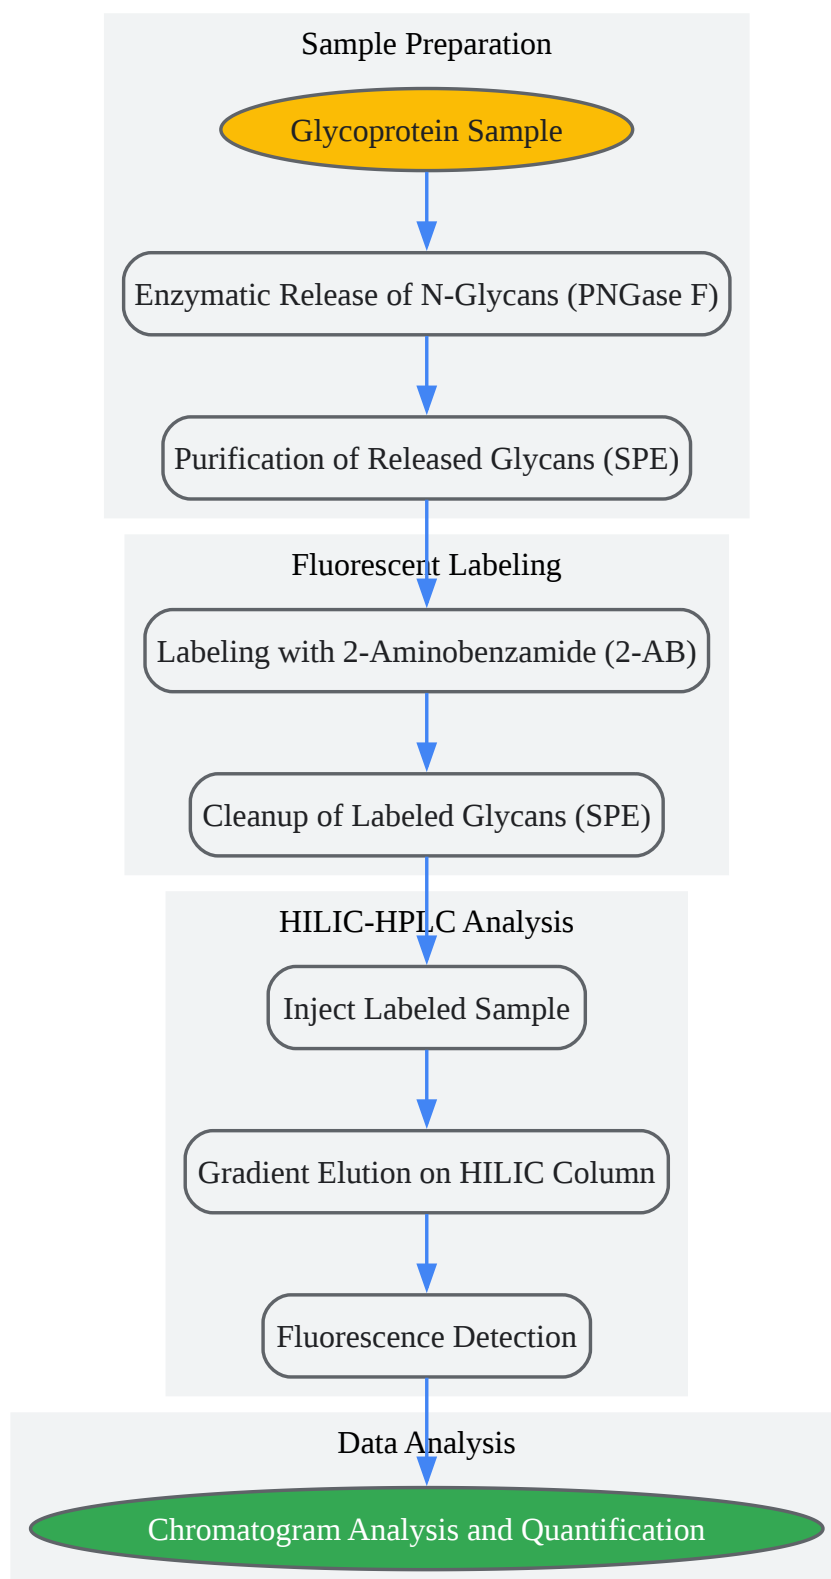 Sample Preparation
Glycoprotein Sample
Enzymatic Release of N-Glycans (PNGase F)
Purification of Released Glycans (SPE)
Fluorescent Labeling
Labeling with 2-Aminobenzamide (2-AB)
Cleanup of Labeled Glycans (SPE)
HILIC-HPLC Analysis
Inject Labeled Sample
Gradient Elution on HILIC Column
Fluorescence Detection
Data Analysis
Chromatogram Analysis and Quantification